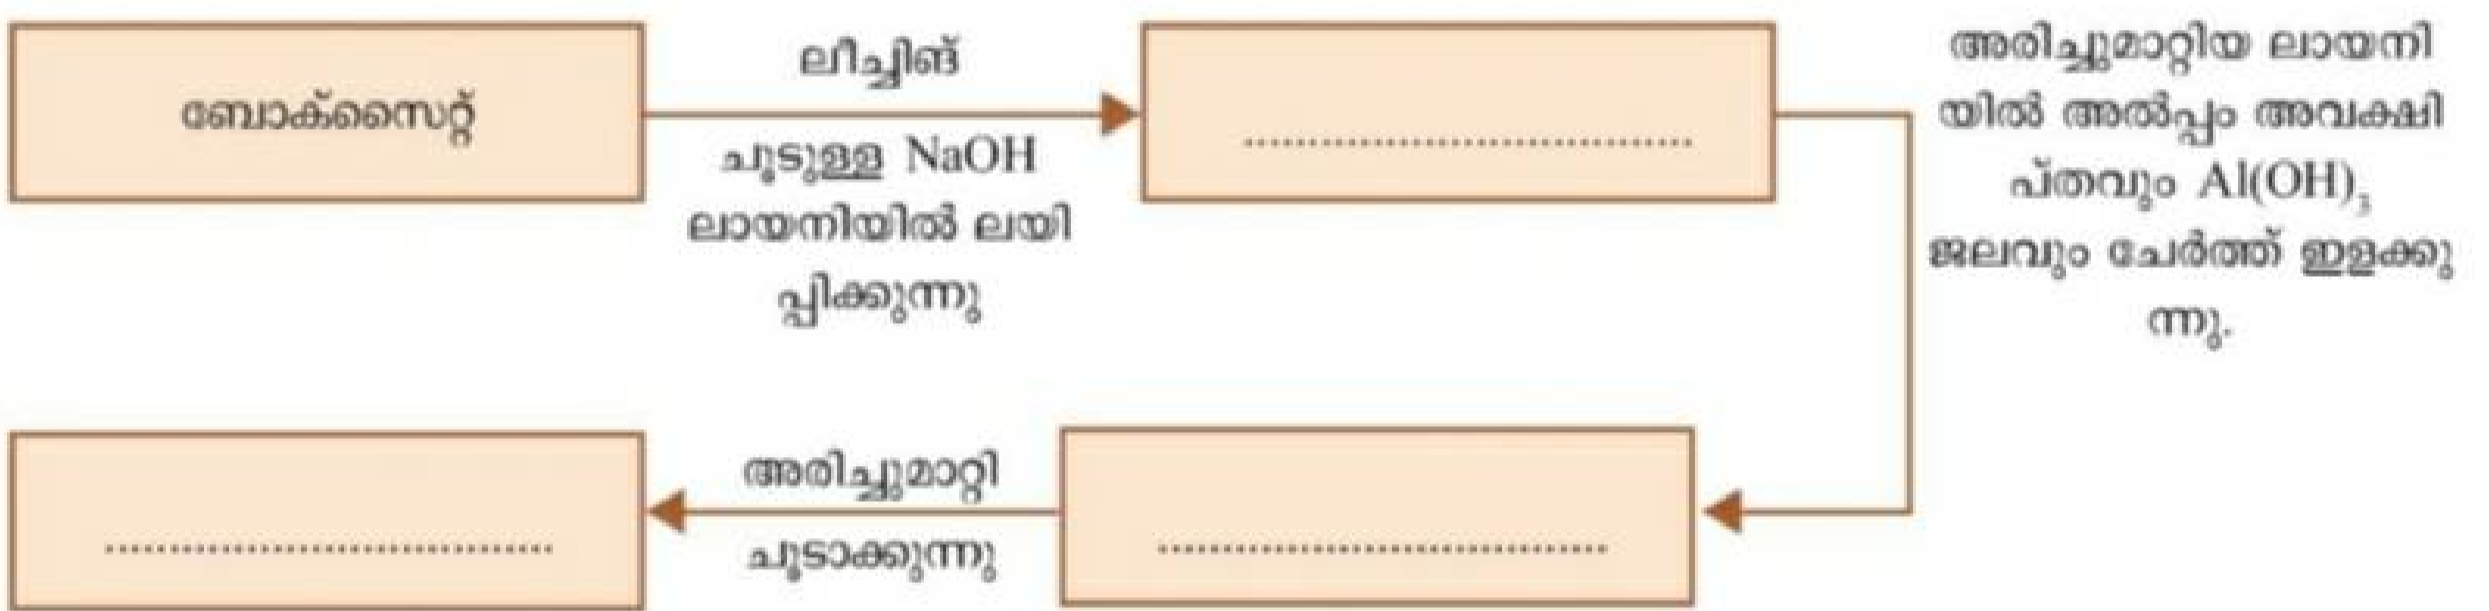 ബോക്സൈറ്റ്
ലീച്ചിങ്
ചൂടുള്ള NaOH
ലായനിയിൽ ലയി
പ്പിക്കുന്നു
................................
അരിച്ചുമാറ്റിയ ലായനി
യിൽ അൽപ്പം അവക്ഷി
പ്തവും Al(OH)₃
ജലവും ചേർത്ത് ഇളക്കു
ന്നു.
................................
അരിച്ചുമാറ്റി
ചൂടാക്കുന്നു
................................